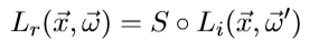 $L_r(\vec{x}, \vec{\omega}) = S \circ L_i(\vec{x}, \vec{\omega}')$